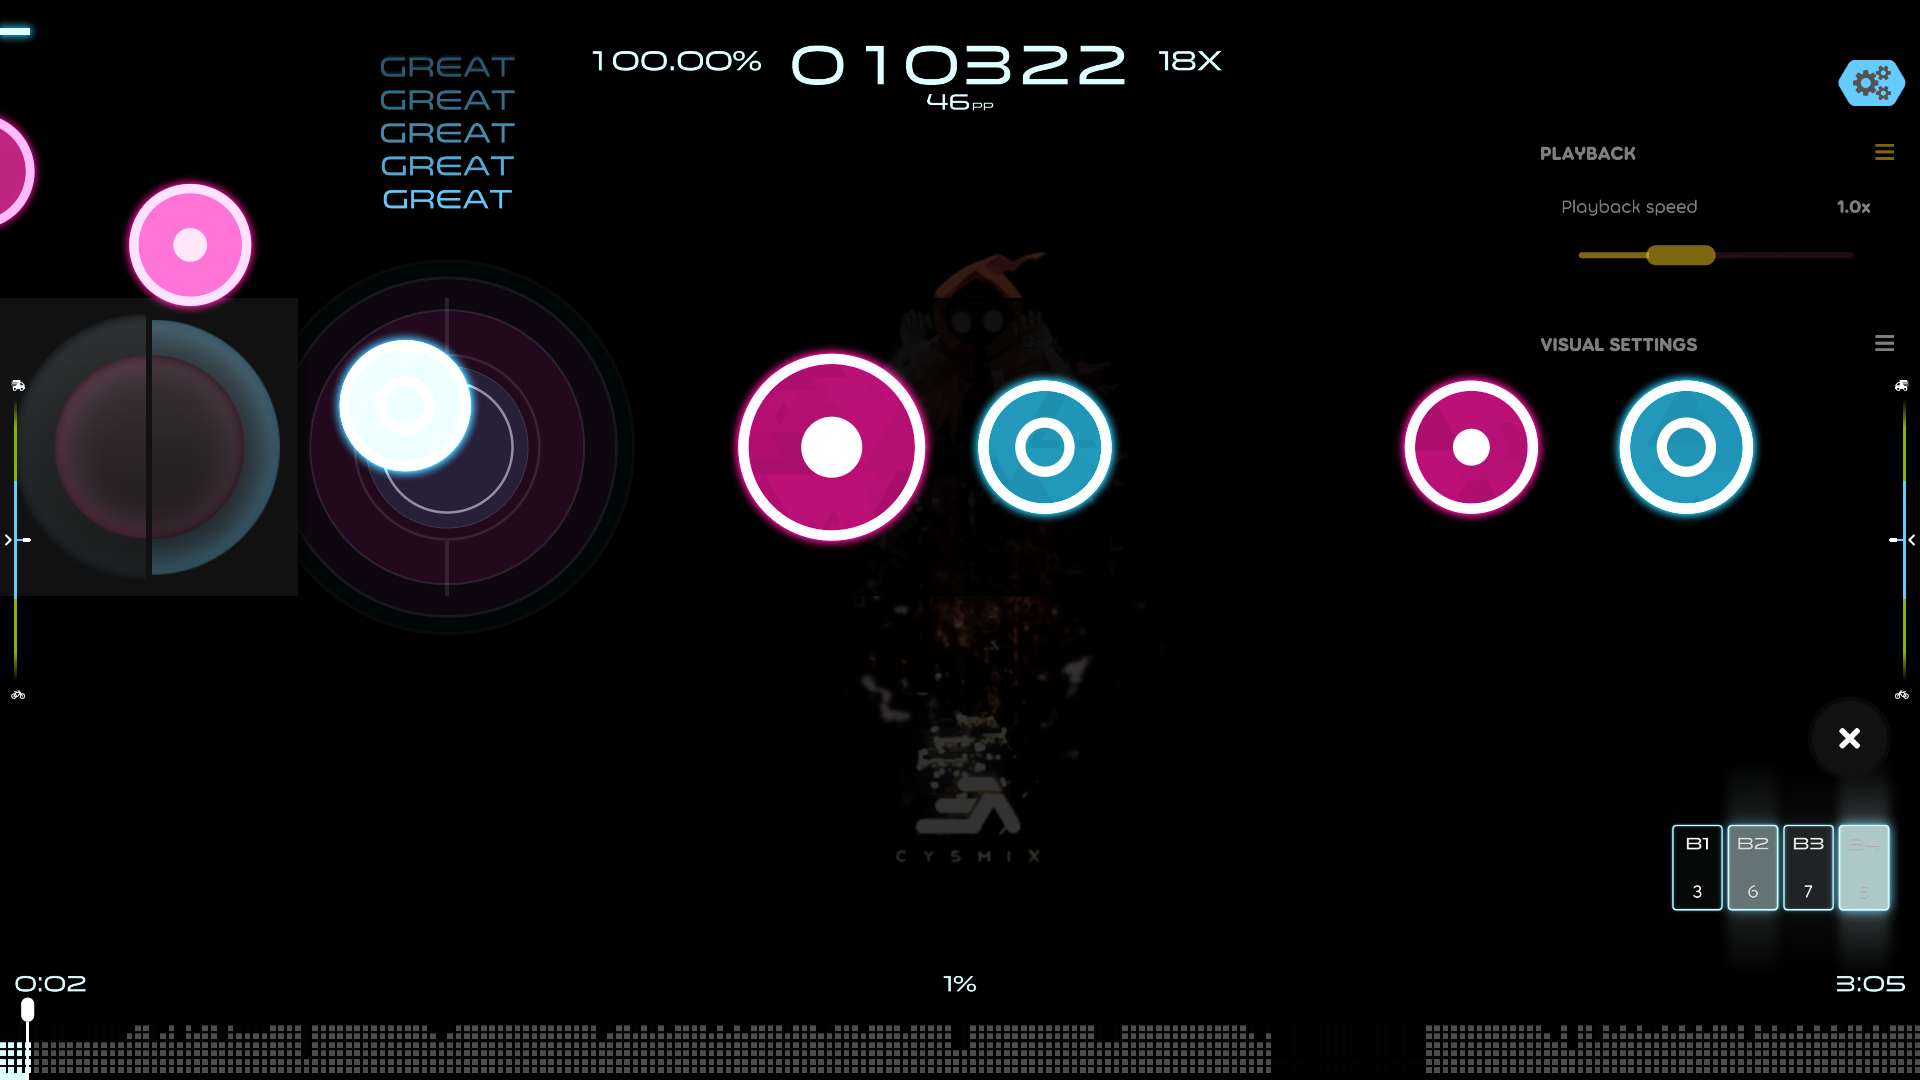 GREAT
GREAT
GREAT
GREAT
GREAT
100.00% 010322 18X
46PP
PLAYBACK
Playback speed 1.0x
VISUAL SETTINGS
CYSMIX
B1 B2 B3 B4
3 6 7
0:02 1% 3:05